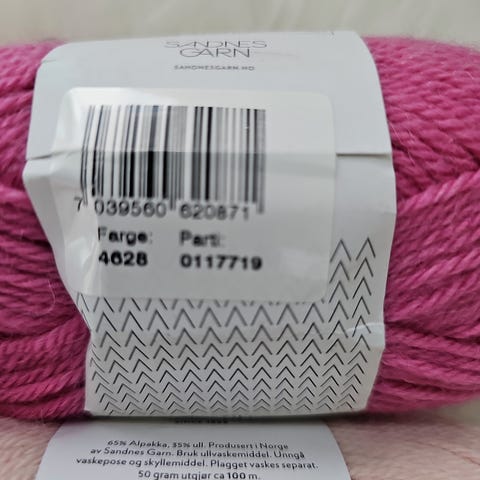 SANDNES
GARN
SANDNESGARN.NO
7 039560 620871
Farge: Parti:
4628 0117719
65% Alpakka, 35% ull. Produsert i Norge
av Sandnes Garn. Bruk ullvaskemiddel. Unngå
vaskepose og skyllemiddel. Plagget vaskes separat.
50 gram utgjør ca 100 m.